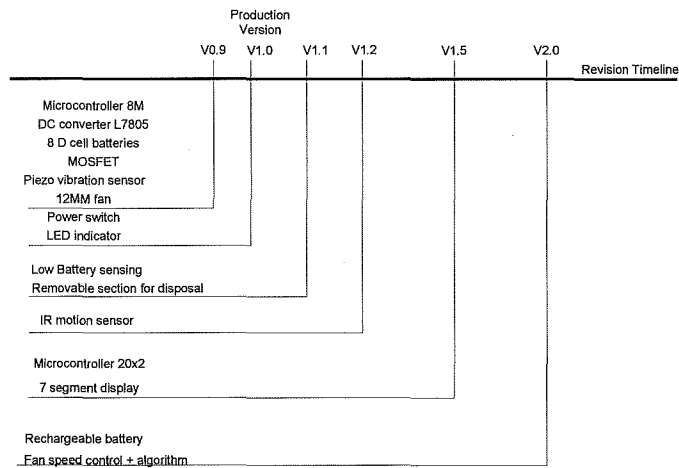 Production
Version
V0.9 V1.0 V1.1 V1.2 V1.5 V2.0
Revision Timeline
Microcontroller 8M
DC converter L7805
8 D cell batteries
MOSFET
Piezo vibration sensor
12MM fan
Power switch
LED indicator
Low Battery sensing
Removable section for disposal
IR motion sensor
Microcontroller 20x2
7 segment display
Rechargeable battery
Fan speed control + algorithm